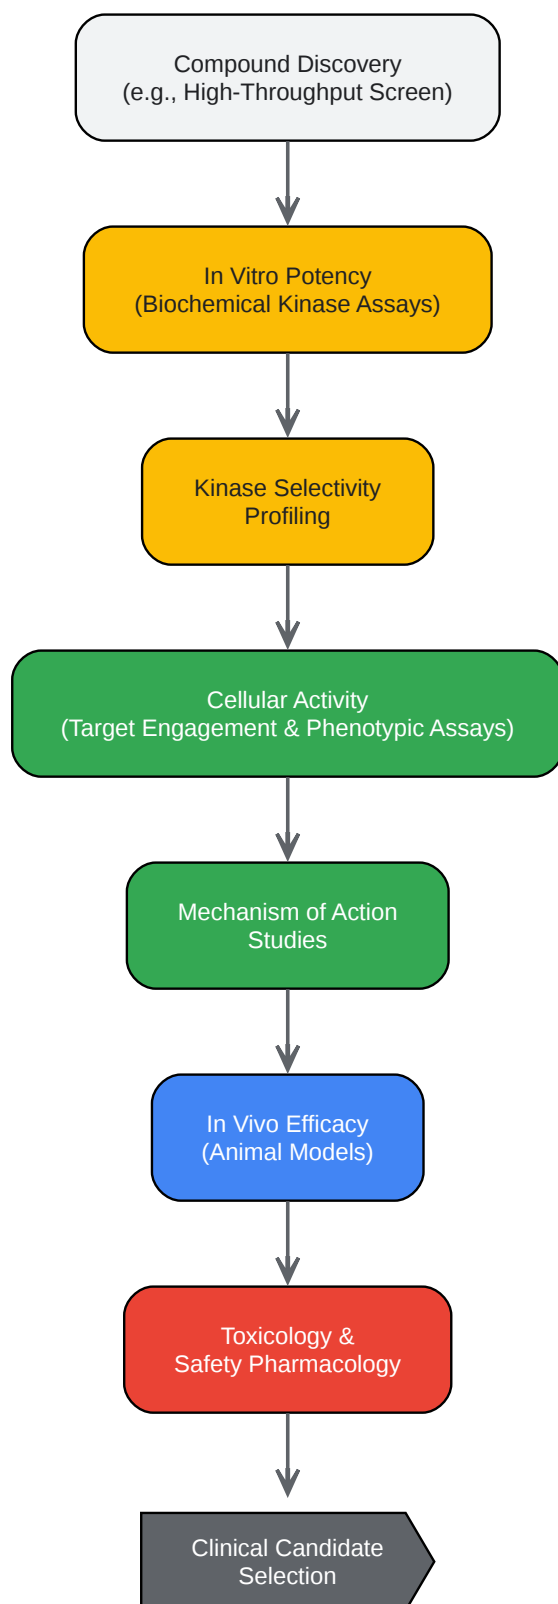 Compound Discovery
(e.g., High-Throughput Screen)
In Vitro Potency
(Biochemical Kinase Assays)
Kinase Selectivity
Profiling
Cellular Activity
(Target Engagement & Phenotypic Assays)
Mechanism of Action
Studies
In Vivo Efficacy
(Animal Models)
Toxicology &
Safety Pharmacology
Clinical Candidate
Selection